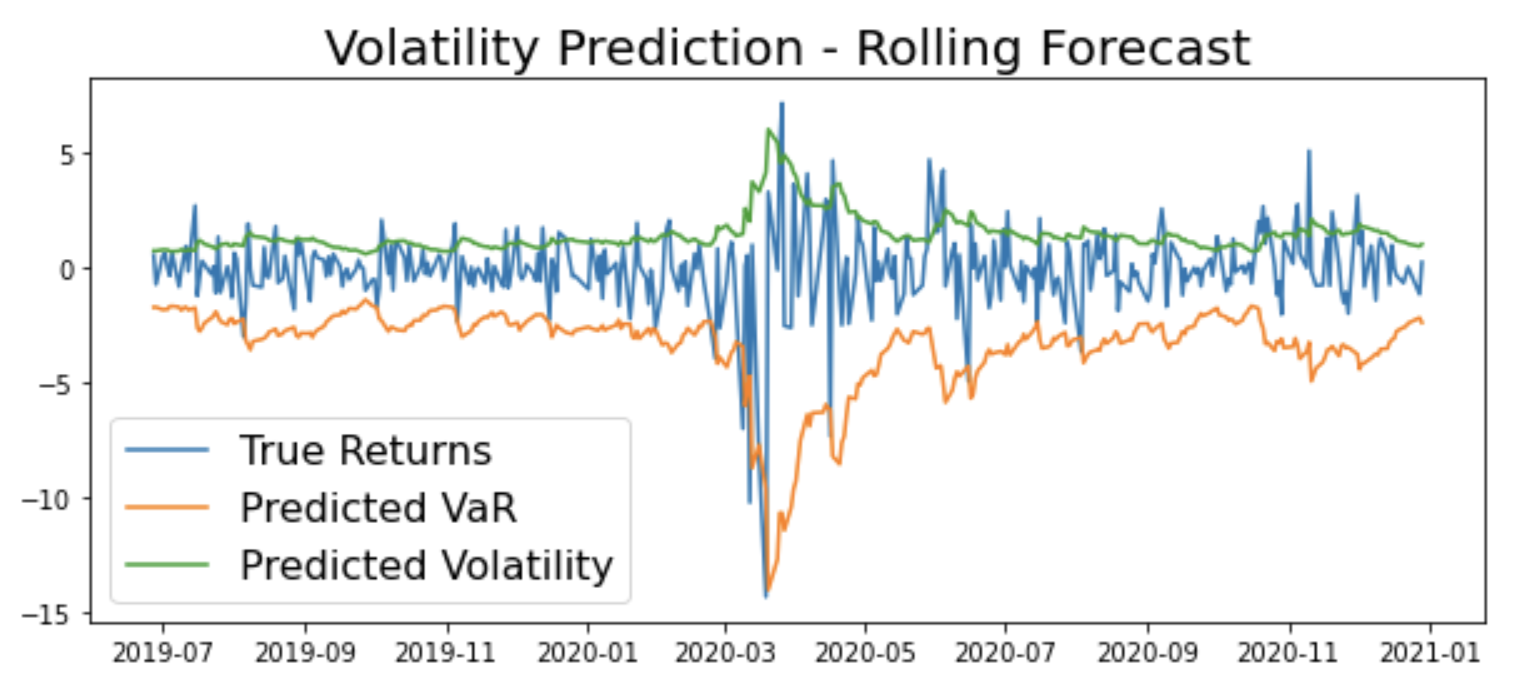 Volatility Prediction - Rolling Forecast
5
0
−5
−10
−15
True Returns
Predicted VaR
Predicted Volatility
2019-07 2019-09 2019-11 2020-01 2020-03 2020-05 2020-07 2020-09 2020-11 2021-01